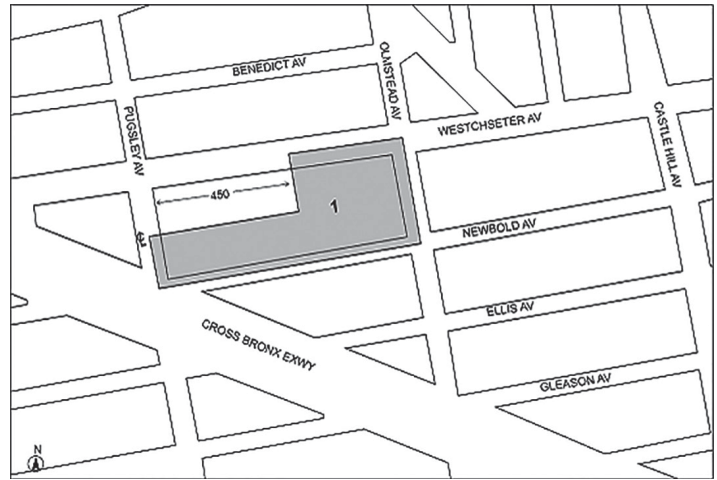 BENEDICT AV
OLMSTEAD AV
PUGSLEY AV
WESTCHSETER AV
CASTLE HILL AV
450
1
NEWBOLD AV
ELLIS AV
CROSS BRONX EXWY
GLEASON AV
N